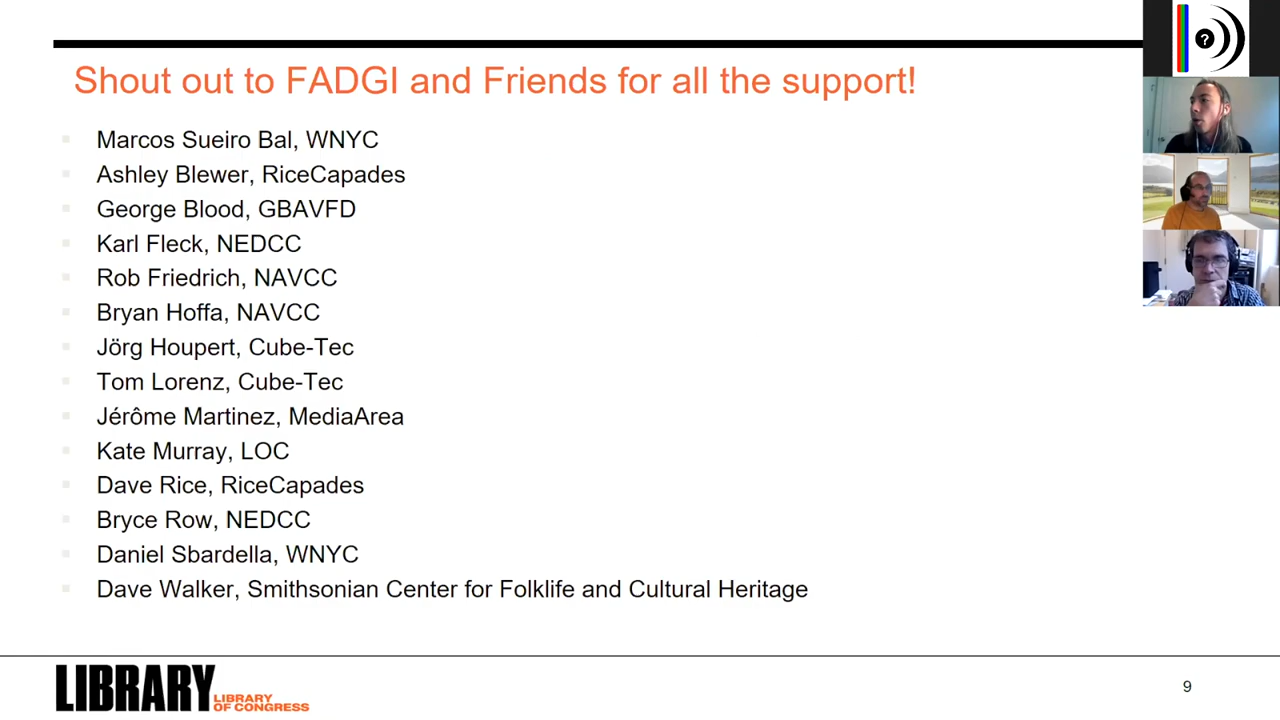 Shout out to FADGI and Friends for all the support!
Marcos Sueiro Bal, WNYC
Ashley Blewer, RiceCapades
George Blood, GBAVFD
Karl Fleck, NEDCC
Rob Friedrich, NAVCC
Bryan Hoffa, NAVCC
Jörg Houpert, Cube-Tec
Tom Lorenz, Cube-Tec
Jérôme Martinez, MediaArea
Kate Murray, LOC
Dave Rice, RiceCapades
Bryce Row, NEDCC
Daniel Sbardella, WNYC
Dave Walker, Smithsonian Center for Folklife and Cultural Heritage
LIBRARY
LIBRARY
OF CONGRESS
9
?